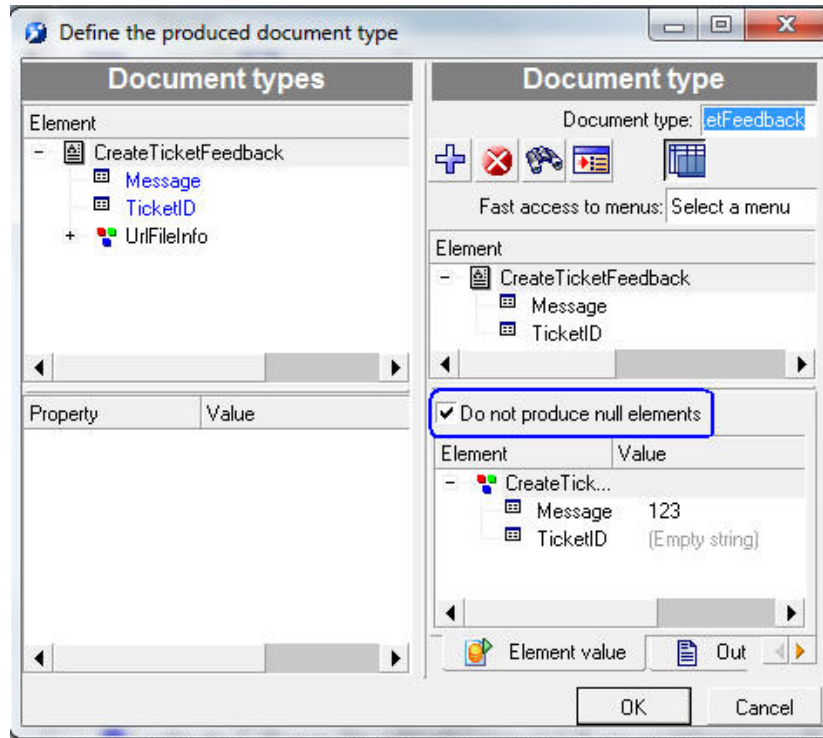 Define the produced document type
Document types
Element
CreateTicketFeedback
Message
TicketID
UrlFileInfo
Property Value
Document type
Document type: etFeedback
Fast access to menus: Select a menu
Element
CreateTicketFeedback
Message
TicketID
Do not produce null elements
Element Value
CreateTick...
Message 123
TicketID (Empty string)
Element value Out
OK Cancel